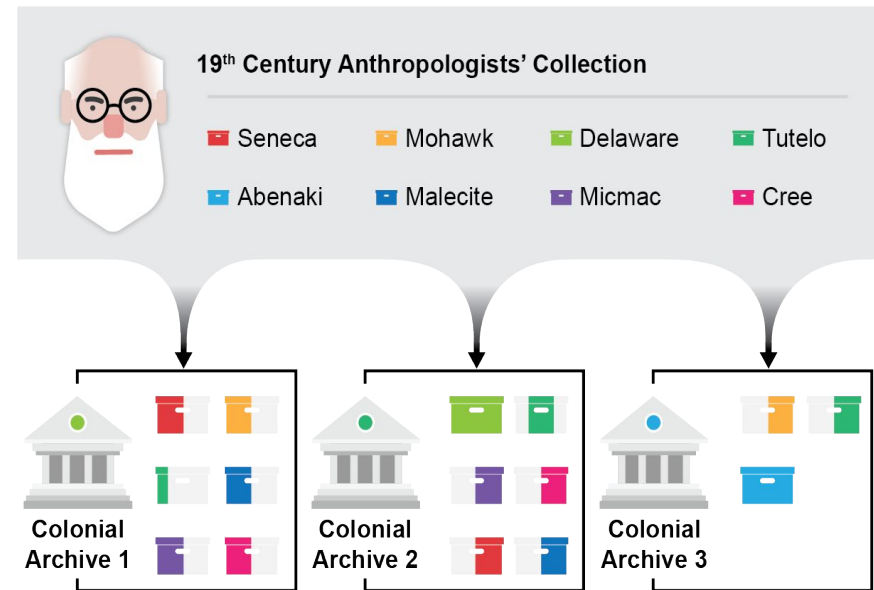 19th Century Anthropologists’ Collection
Seneca Mohawk Delaware Tutelo
Abenaki Malecite Micmac Cree
Colonial
Archive 1
Colonial
Archive 2
Colonial
Archive 3